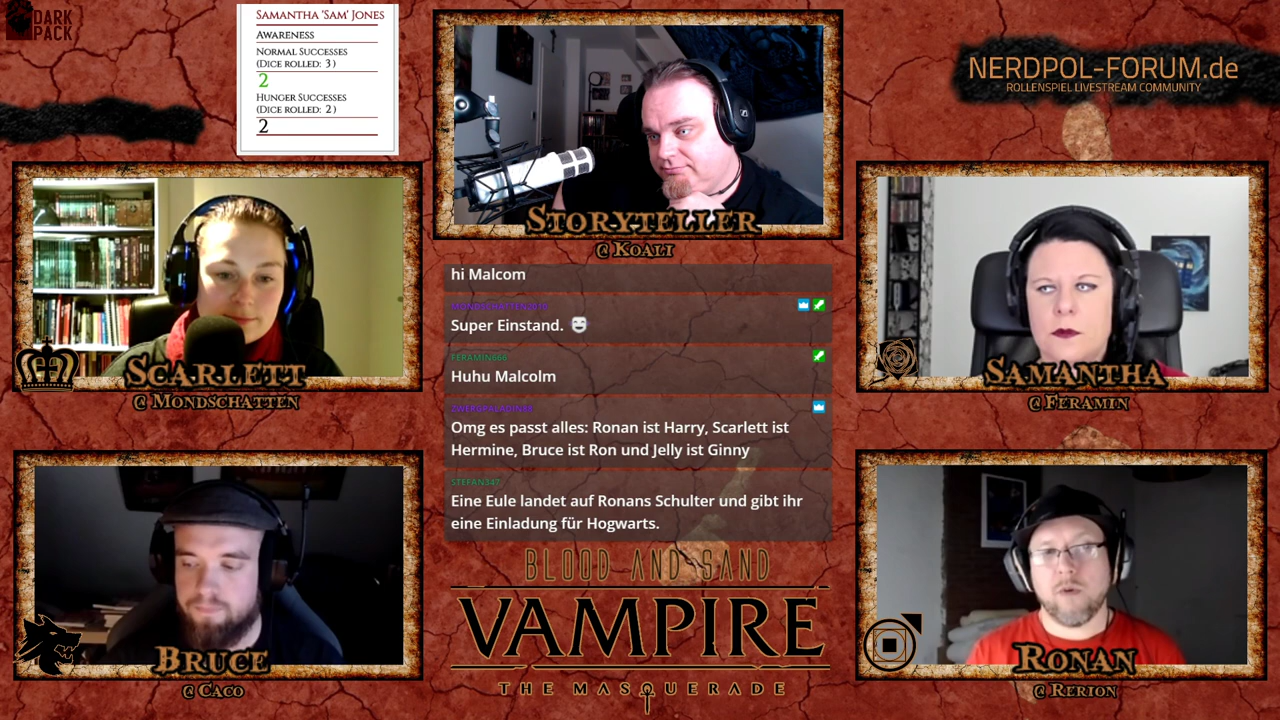 DARK
PACK
Samantha 'Sam' Jones
Awareness
Normal Successes
(Dice rolled: 3)
2
Hunger Successes
(Dice rolled: 2)
2
NERDPOL-FORUM.de
ROLLENSPIEL LIVESTREAM COMMUNITY
Storyteller
@ Koali
Scarlett
@ Mondschatten
Samantha
@ Feramin
hi Malcom
Super Einstand.
FERAMIN666
Huhu Malcolm
Omg es passt alles: Ronan ist Harry, Scarlett ist
Hermine, Bruce ist Ron und Jelly ist Ginny
STEFAN347
Eine Eule landet auf Ronans Schulter und gibt ihr
eine Einladung für Hogwarts.
Bruce
@ Caco
BLOOD AND SAND
VAMPIRE
THE MASQUERADE
Ronan
@ Rerion